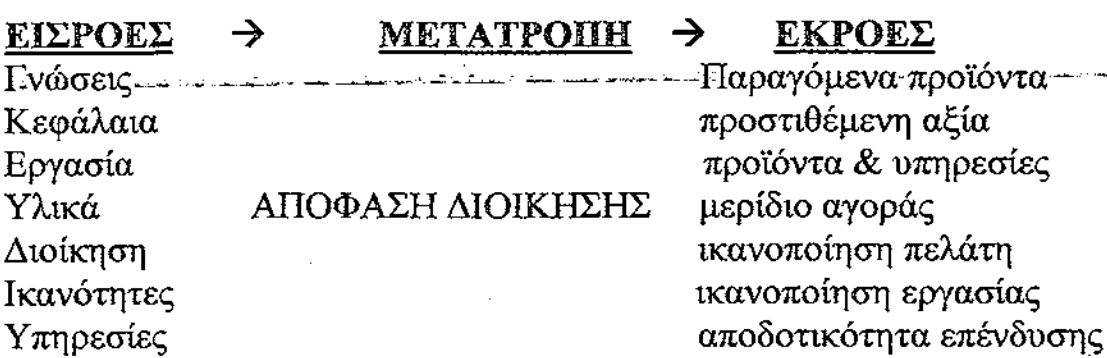 ΕΙΣΡΟΕΣ → ΜΕΤΑΤΡΟΠΗ → ΕΚΡΟΕΣ
Γνώσεις Παραγόμενα προϊόντα
Κεφάλαια προστιθέμενη αξία
Εργασία προϊόντα & υπηρεσίες
Υλικά ΑΠΟΦΑΣΗ ΔΙΟΙΚΗΣΗΣ μερίδιο αγοράς
Διοίκηση ικανοποίηση πελάτη
Ικανότητες ικανοποίηση εργασίας
Υπηρεσίες αποδοτικότητα επένδυσης